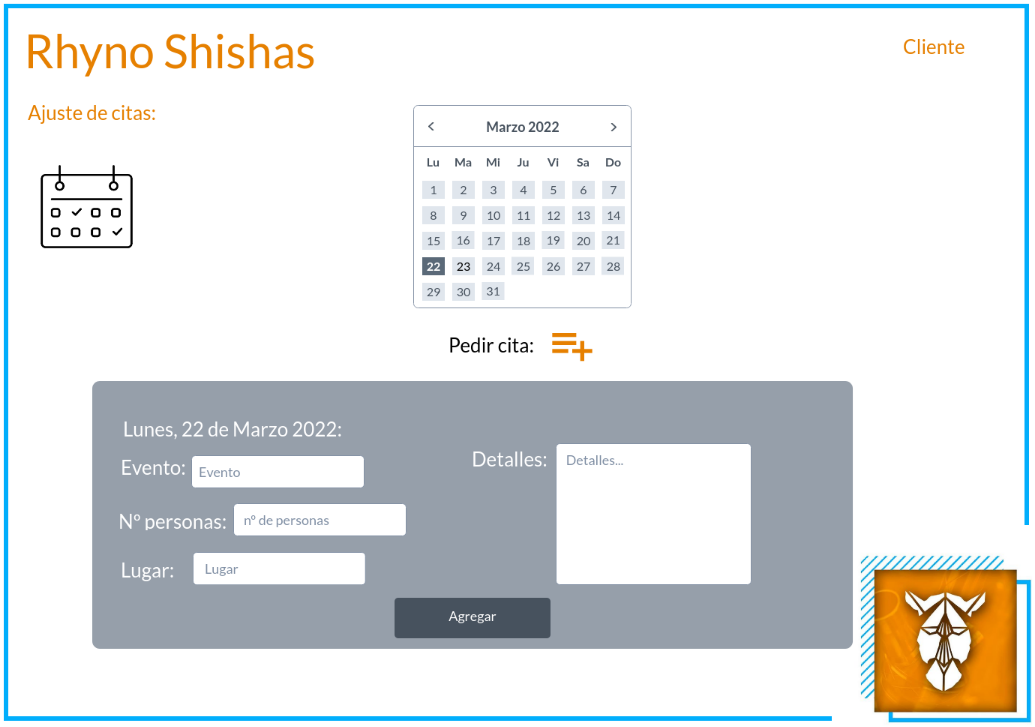 Rhyno Shishas
Cliente
Ajuste de citas:
Marzo 2022
Lu Ma Mi Ju Vi Sa Do
1 2 3 4 5 6 7
8 9 10 11 12 13 14
15 16 17 18 19 20 21
22 23 24 25 26 27 28
29 30 31
Pedir cita:
Lunes, 22 de Marzo 2022:
Evento: Evento
Nº personas: nº de personas
Lugar: Lugar
Detalles: Detalles...
Agregar